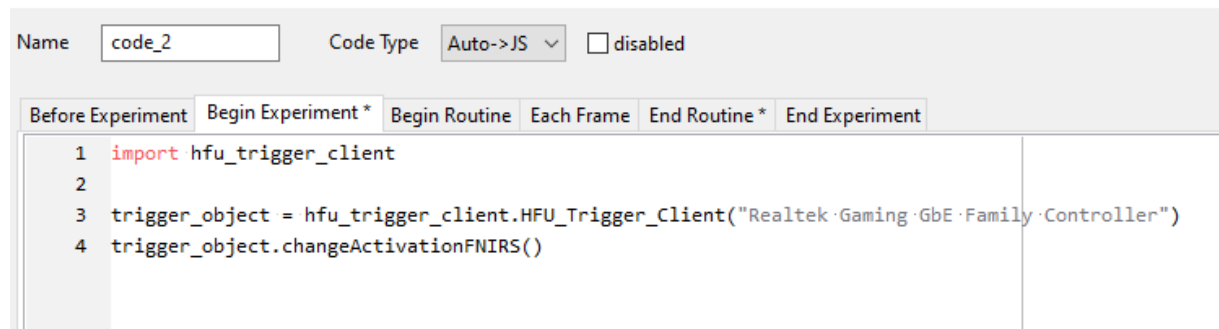 Name code_2 Code Type Auto->JS disabled
Before Experiment Begin Experiment * Begin Routine Each Frame End Routine * End Experiment
1 import hfu_trigger_client
2
3 trigger_object = hfu_trigger_client.HFU_Trigger_Client("Realtek Gaming GbE Family Controller")
4 trigger_object.changeActivationFNIRS()